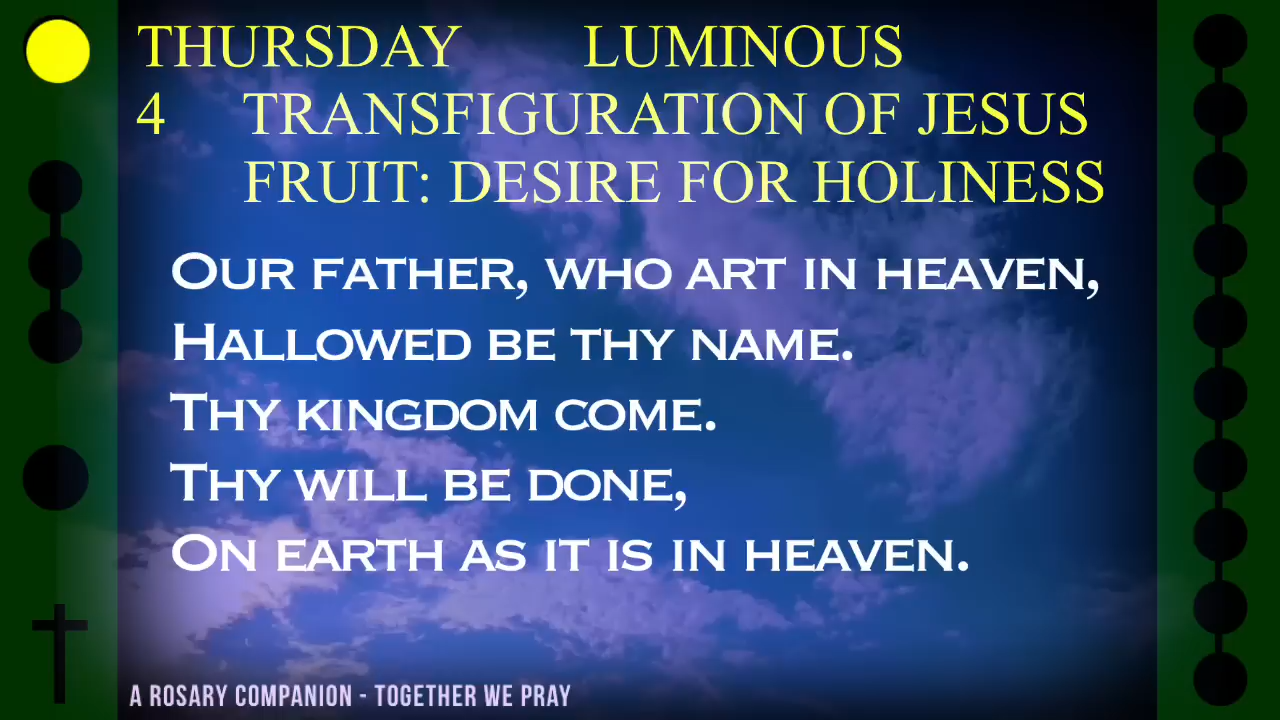 THURSDAY LUMINOUS
4 TRANSFIGURATION OF JESUS
FRUIT: DESIRE FOR HOLINESS
OUR FATHER, WHO ART IN HEAVEN,
HALLOWED BE THY NAME.
THY KINGDOM COME.
THY WILL BE DONE,
ON EARTH AS IT IS IN HEAVEN.
A ROSARY COMPANION - TOGETHER WE PRAY